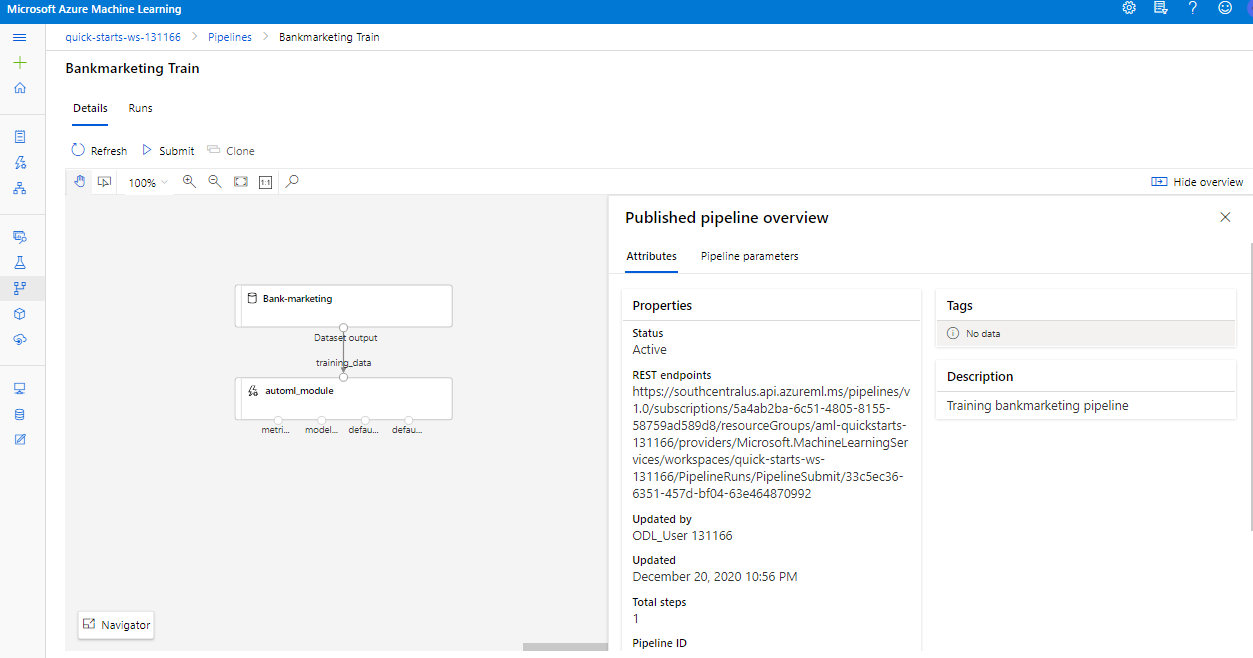 Microsoft Azure Machine Learning
quick-starts-ws-131166 > Pipelines > Bankmarketing Train
Bankmarketing Train
Details Runs
Refresh Submit Clone
100% 1:1 Hide overview
Bank-marketing
Dataset output
training_data
automl_module
metri... model... defau... defau...
Navigator
Published pipeline overview
Attributes Pipeline parameters
Properties
Status
Active
REST endpoints
https://southcentralus.api.azureml.ms/pipelines/v
1.0/subscriptions/5a4ab2ba-6c51-4805-8155-
58759ad589d8/resourceGroups/aml-quickstarts-
131166/providers/Microsoft.MachineLearningSer
vices/workspaces/quick-starts-ws-
131166/PipelineRuns/PipelineSubmit/33c5ec36-
6351-457d-bf04-63e464870992
Updated by
ODL_User 131166
Updated
December 20, 2020 10:56 PM
Total steps
1
Pipeline ID
Tags
No data
Description
Training bankmarketing pipeline